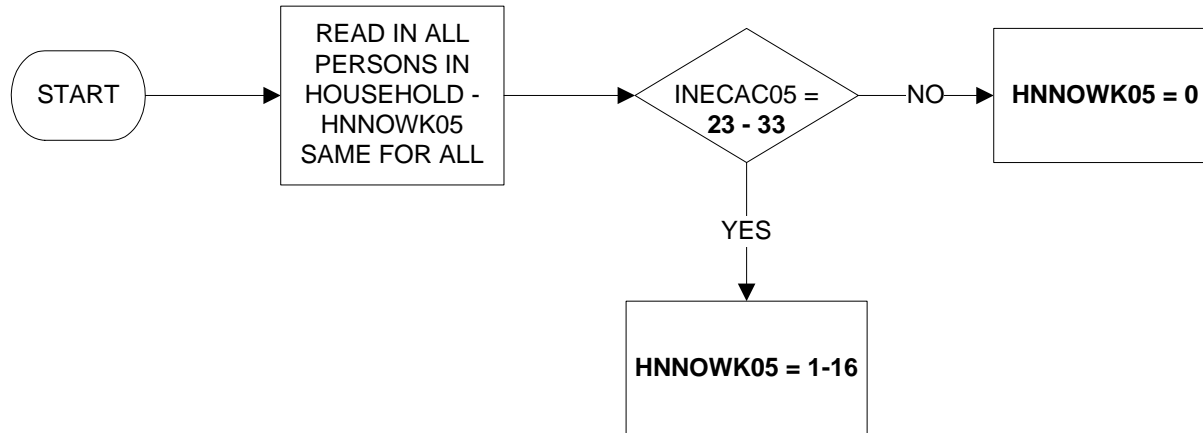 START
READ IN ALL
PERSONS IN
HOUSEHOLD -
HNNOWK05
SAME FOR ALL
INECAC05 =
23 - 33
NO
HNNOWK05 = 0
YES
HNNOWK05 = 1-16